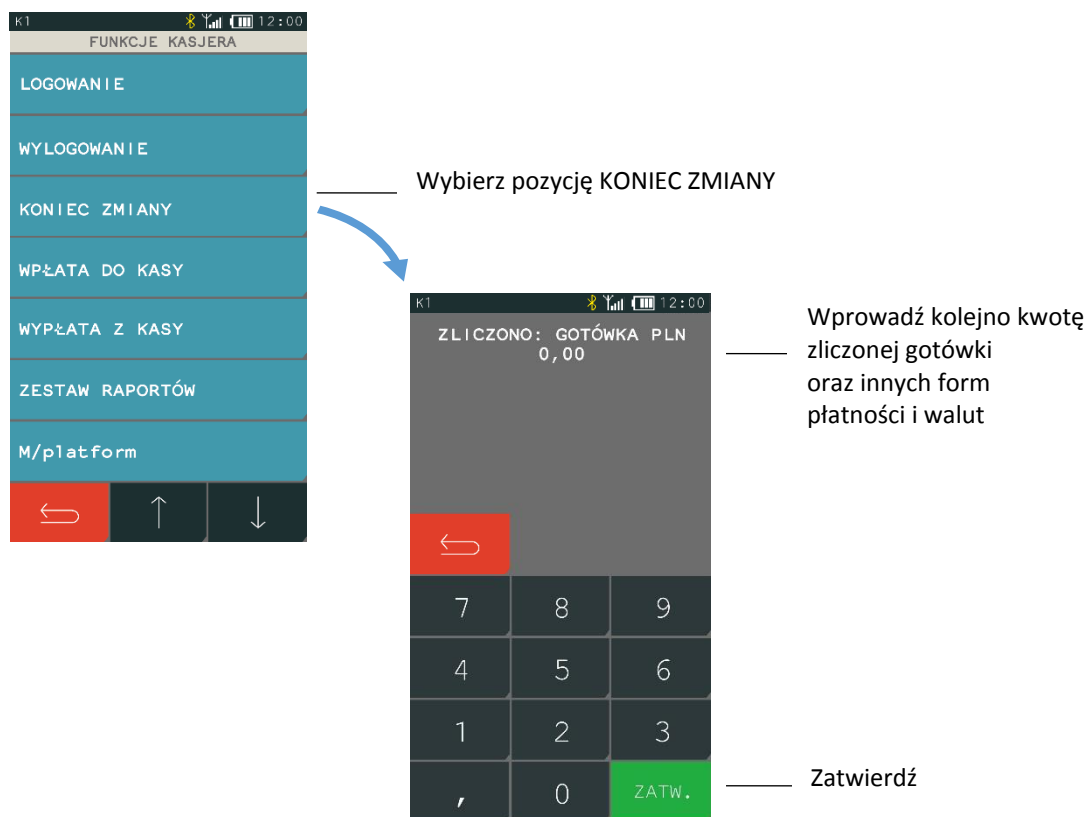 K1 12:00
FUNKCJE KASJERA
LOGOWANIE
WYLOGOWANIE
KONIEC ZMIANY
WPŁATA DO KASY
WYPŁATA Z KASY
ZESTAW RAPORTÓW
M/platform
Wybierz pozycję KONIEC ZMIANY
K1 12:00
ZLICZONO: GOTÓWKA PLN
0,00
7 8 9
4 5 6
1 2 3
, 0 ZATW.
Wprowadź kolejno kwotę
zliczonej gotówki
oraz innych form
płatności i walut
Zatwierdź